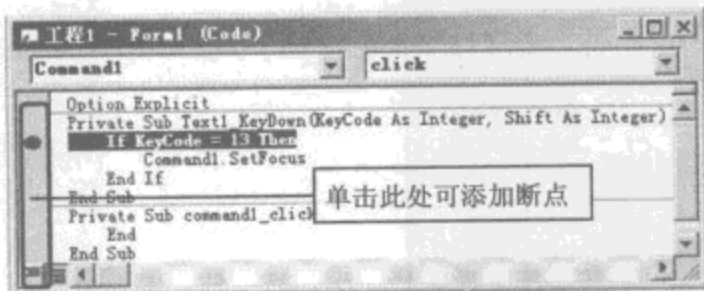 工程1 - Form1 (Code)
Command1
click
Option Explicit
Private Sub Text1_KeyDown(KeyCode As Integer, Shift As Integer)
If KeyCode = 13 Then
Command1.SetFocus
End If
End Sub
单击此处可添加断点
Private Sub command1_click
End
End Sub